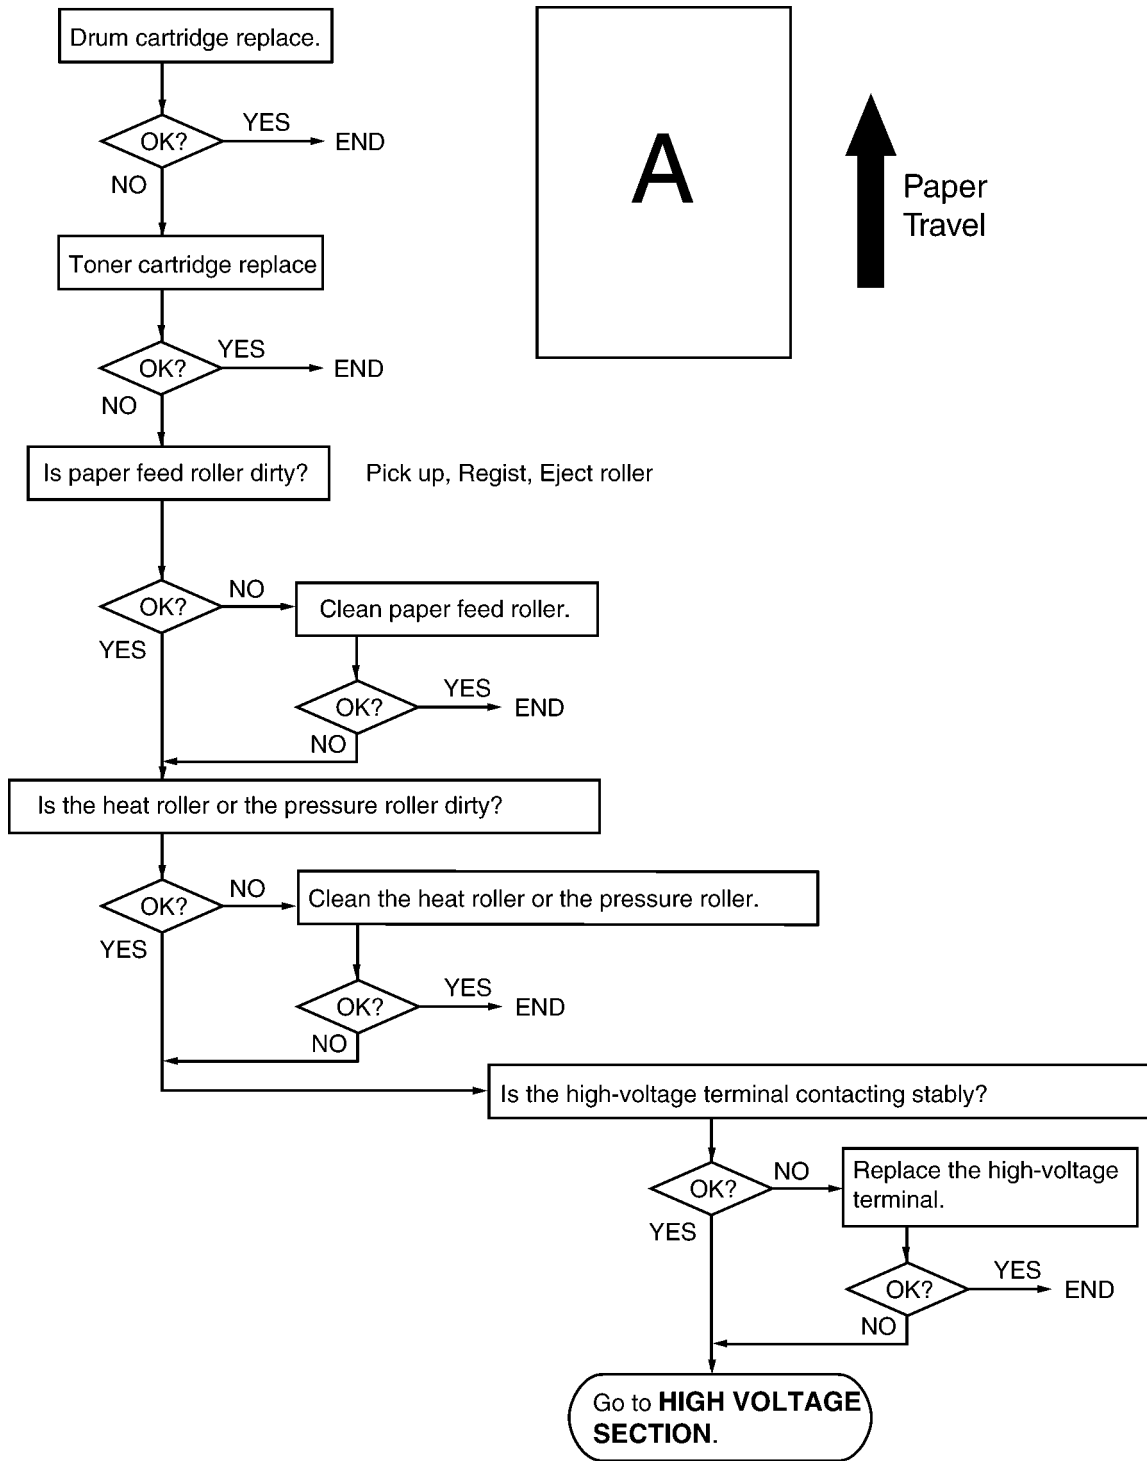 Drum cartridge replace.
OK?
YES
END
NO
A
Paper
Travel
Toner cartridge replace
OK?
YES
END
NO
Is paper feed roller dirty?
Pick up, Regist, Eject roller
OK?
NO
YES
Clean paper feed roller.
OK?
YES
END
NO
Is the heat roller or the pressure roller dirty?
OK?
NO
YES
Clean the heat roller or the pressure roller.
OK?
YES
END
NO
Is the high-voltage terminal contacting stably?
OK?
NO
YES
Replace the high-voltage
terminal.
OK?
YES
END
NO
Go to HIGH VOLTAGE
SECTION.